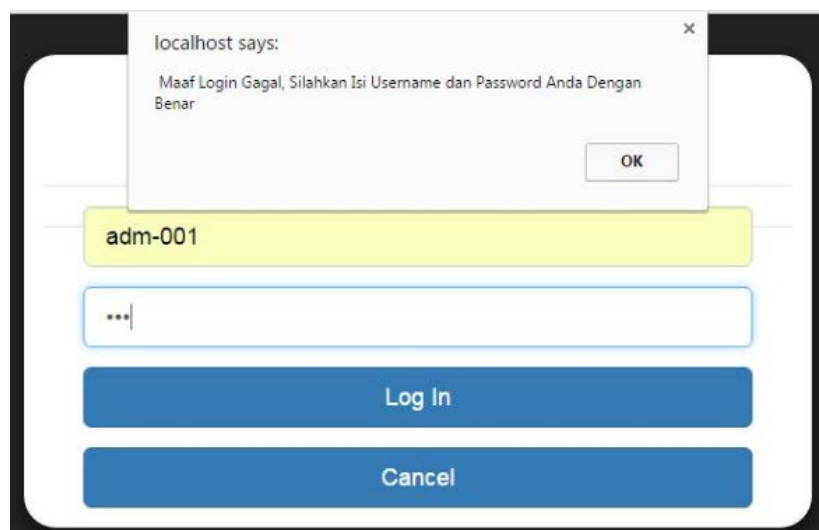 localhost says:
Maaf Login Gagal, Silahkan Isi Username dan Password Anda Dengan
Benar
OK
adm-001
•••
Log In
Cancel